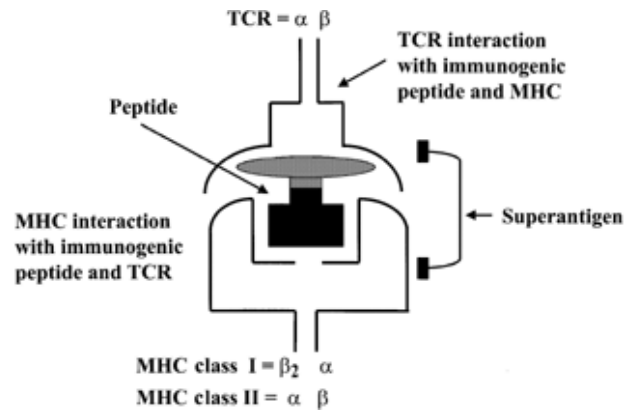 TCR = α β
TCR interaction
with immunogenic
peptide and MHC
Peptide
Superantigen
MHC interaction
with immunogenic
peptide and TCR
MHC class I = β2 α
MHC class II = α β